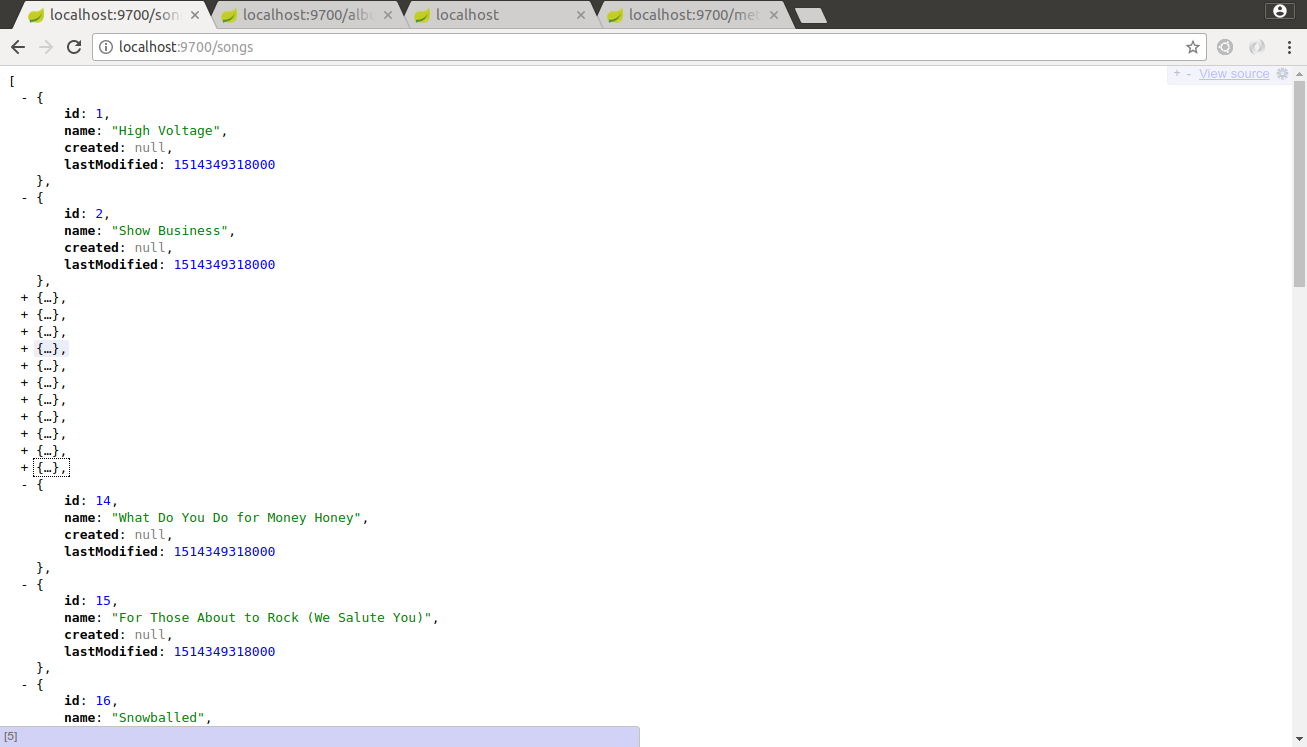 localhost:9700/son
localhost:9700/albu
localhost
localhost:9700/met
localhost:9700/songs
+ - View source
[
- {
id: 1,
name: "High Voltage",
created: null,
lastModified: 1514349318000
},
- {
id: 2,
name: "Show Business",
created: null,
lastModified: 1514349318000
},
+ {…},
+ {…},
+ {…},
+ {…},
+ {…},
+ {…},
+ {…},
+ {…},
+ {…},
+ {…},
+ {…},
- {
id: 14,
name: "What Do You Do for Money Honey",
created: null,
lastModified: 1514349318000
},
- {
id: 15,
name: "For Those About to Rock (We Salute You)",
created: null,
lastModified: 1514349318000
},
- {
id: 16,
name: "Snowballed",
[5]